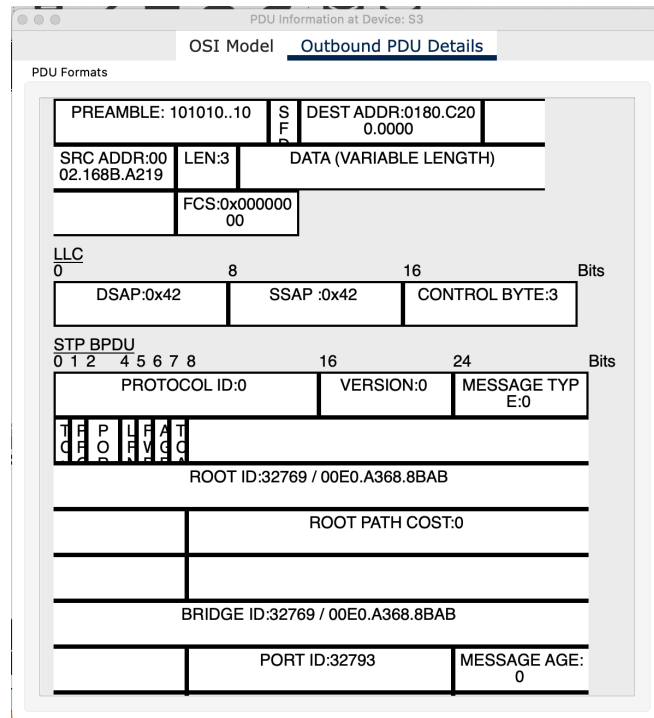 PDU Information at Device: S3
OSI Model Outbound PDU Details
PDU Formats
PREAMBLE: 101010..10
S
F
DEST ADDR:0180.C20
0.0000
SRC ADDR:00
02.168B.A219
LEN:3
DATA (VARIABLE LENGTH)
FCS:0x000000
00
LLC
0 8 16 Bits
DSAP:0x42 SSAP :0x42 CONTROL BYTE:3
STP BPDU
0 1 2 4 5 6 7 8 16 24 Bits
PROTOCOL ID:0 VERSION:0 MESSAGE TYP
E:0
ROOT ID:32769 / 00E0.A368.8BAB
ROOT PATH COST:0
BRIDGE ID:32769 / 00E0.A368.8BAB
PORT ID:32793 MESSAGE AGE:
0